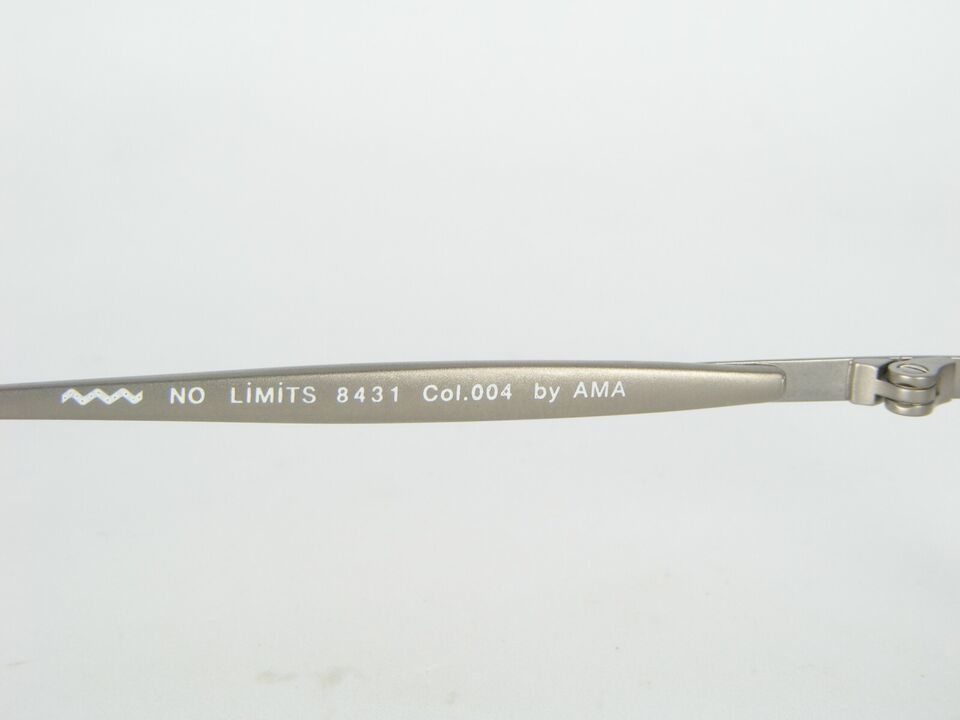 NO LiMiTS 8431 Col.004 by AMA